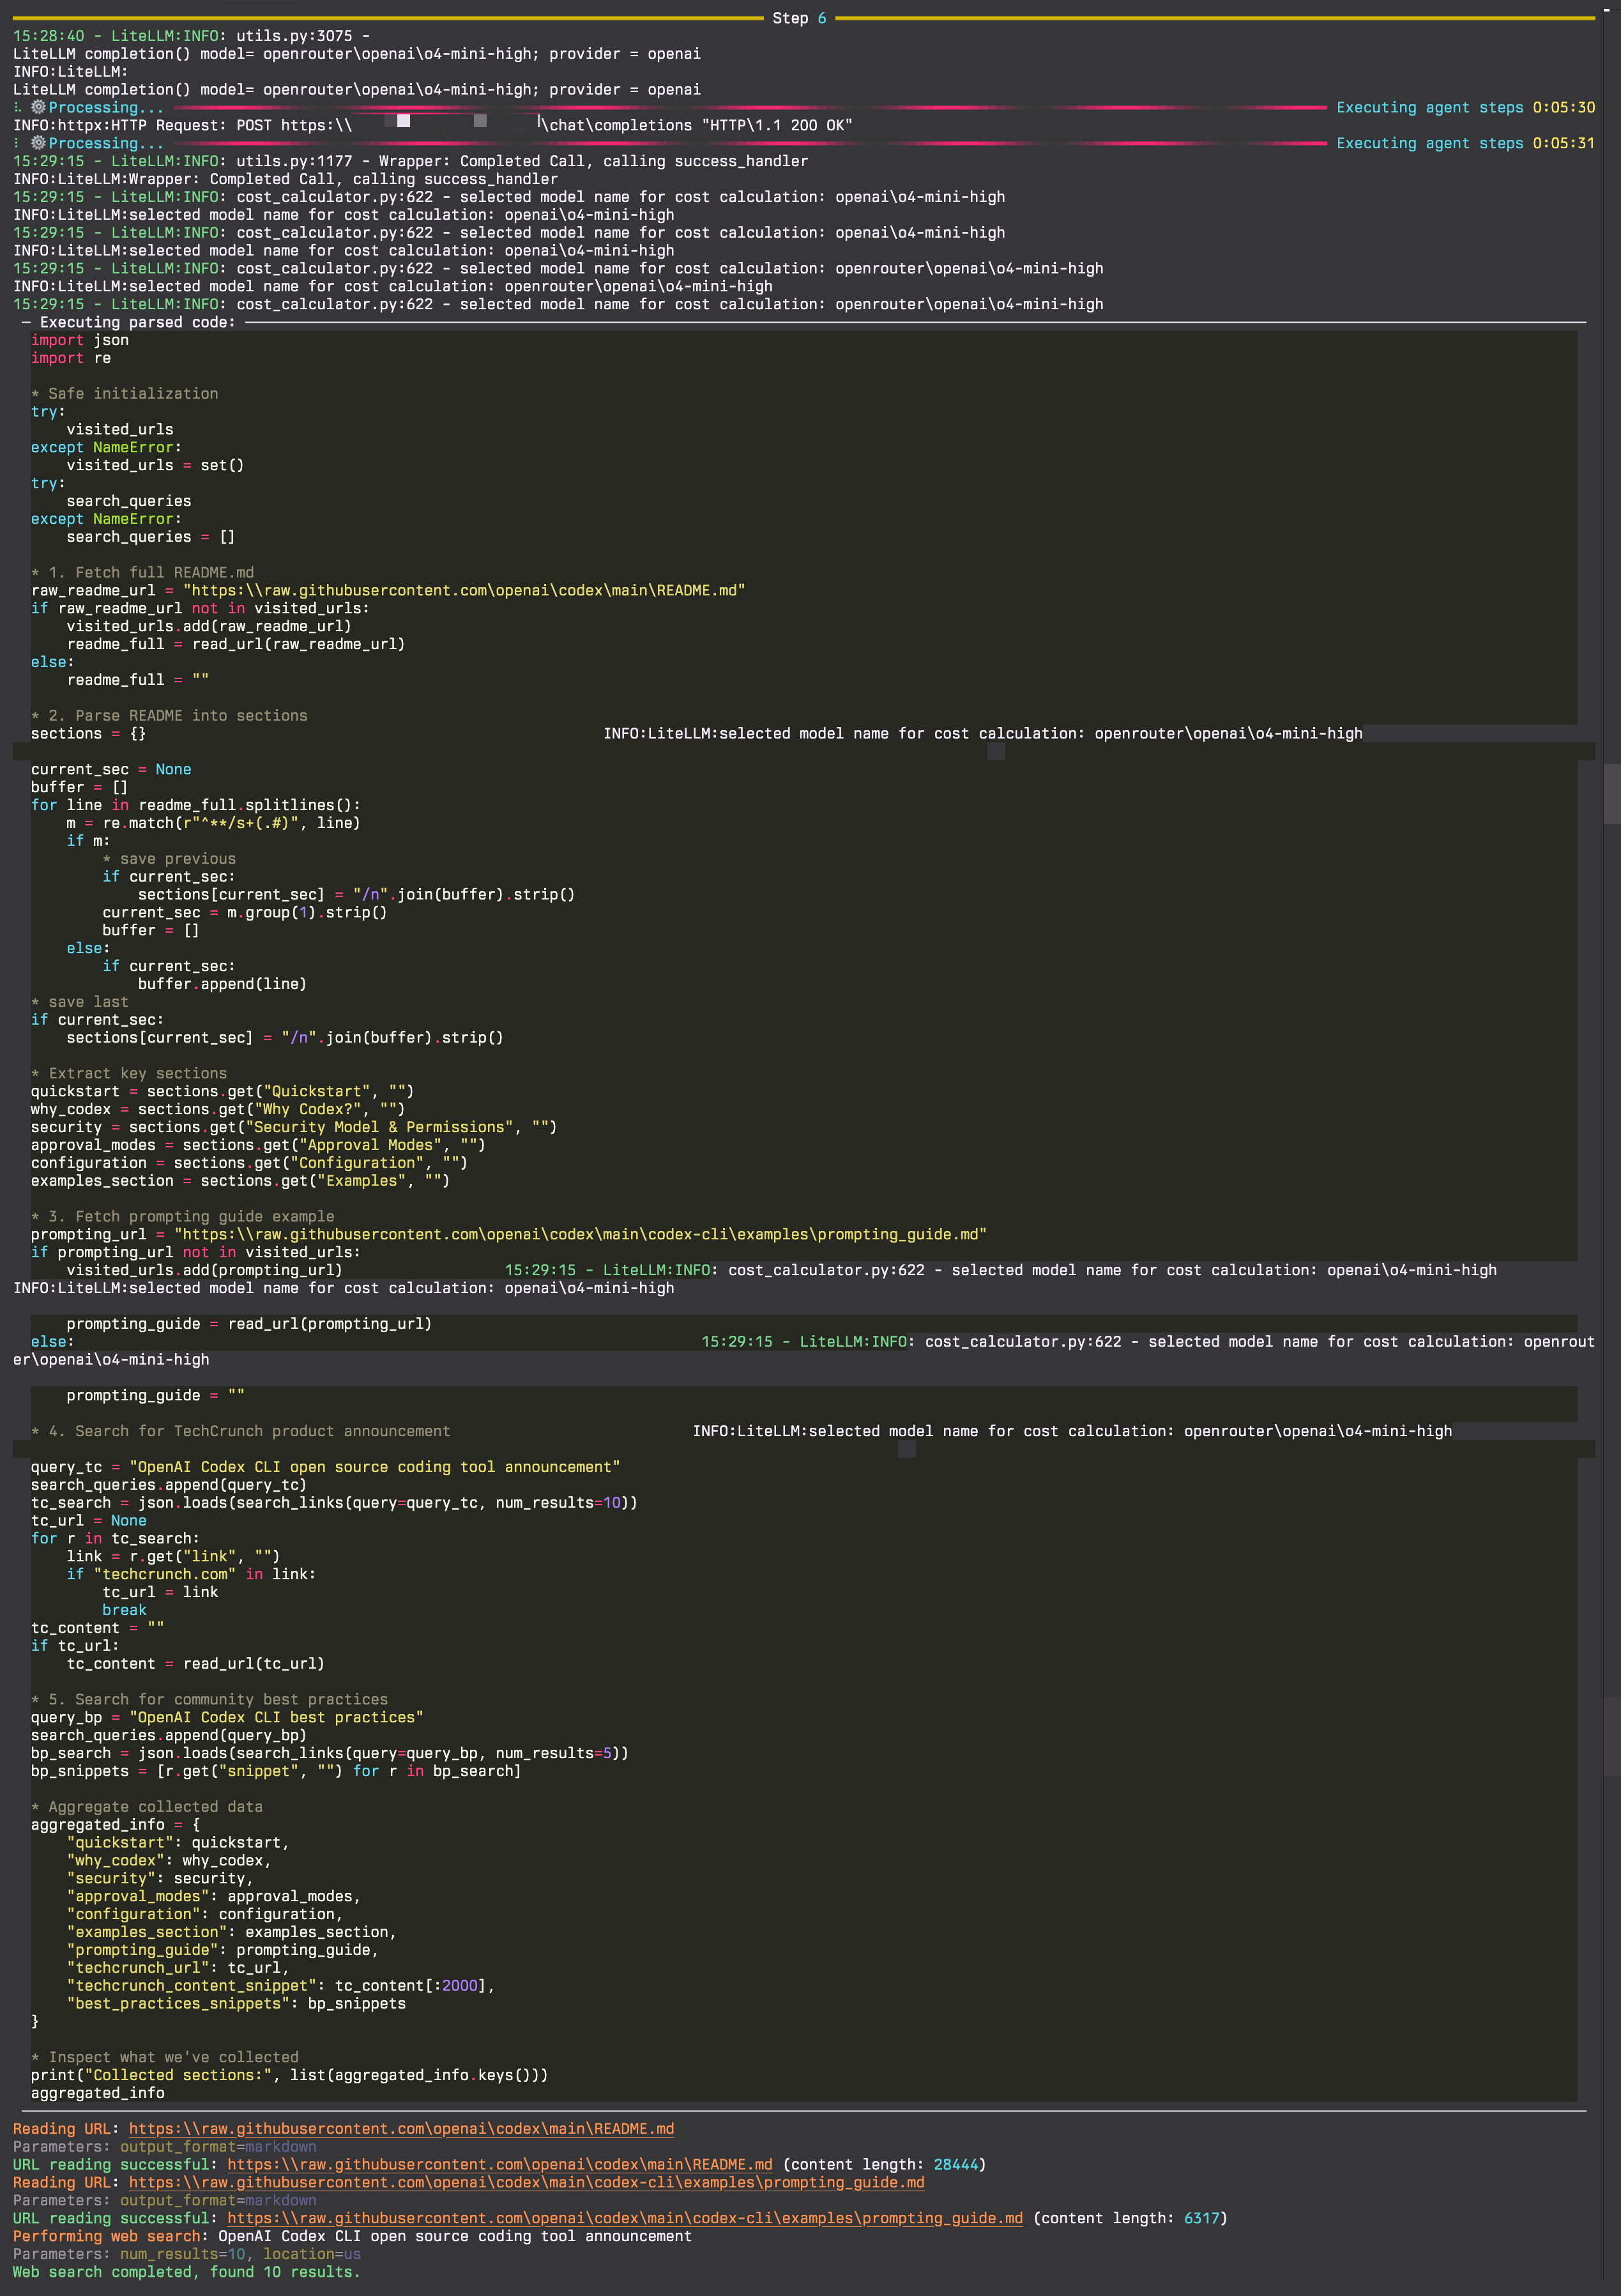 Step 6
15:28:40 - LiteLLM:INFO: utils.py:3075 -
LiteLLM completion() model= openrouter\openai\o4-mini-high; provider = openai
INFO:LiteLLM:
LiteLLM completion() model= openrouter\openai\o4-mini-high; provider = openai
Processing... Executing agent steps 0:05:30
INFO:httpx:HTTP Request: POST https:\\ \chat\completions "HTTP\1.1 200 OK"
Processing... Executing agent steps 0:05:31
15:29:15 - LiteLLM:INFO: utils.py:1177 - Wrapper: Completed Call, calling success_handler
INFO:LiteLLM:Wrapper: Completed Call, calling success_handler
15:29:15 - LiteLLM:INFO: cost_calculator.py:622 - selected model name for cost calculation: openai\o4-mini-high
INFO:LiteLLM:selected model name for cost calculation: openai\o4-mini-high
15:29:15 - LiteLLM:INFO: cost_calculator.py:622 - selected model name for cost calculation: openai\o4-mini-high
INFO:LiteLLM:selected model name for cost calculation: openai\o4-mini-high
15:29:15 - LiteLLM:INFO: cost_calculator.py:622 - selected model name for cost calculation: openrouter\openai\o4-mini-high
INFO:LiteLLM:selected model name for cost calculation: openrouter\openai\o4-mini-high
15:29:15 - LiteLLM:INFO: cost_calculator.py:622 - selected model name for cost calculation: openrouter\openai\o4-mini-high
— Executing parsed code:
import json
import re
* Safe initialization
try:
visited_urls
except NameError:
visited_urls = set()
try:
search_queries
except NameError:
search_queries = []
* 1. Fetch full README.md
raw_readme_url = "https:\\raw.githubusercontent.com\openai\codex\main\README.md"
if raw_readme_url not in visited_urls:
visited_urls.add(raw_readme_url)
readme_full = read_url(raw_readme_url)
else:
readme_full = ""
* 2. Parse README into sections
sections = {} INFO:LiteLLM:selected model name for cost calculation: openrouter\openai\o4-mini-high
current_sec = None
buffer = []
for line in readme_full.splitlines():
m = re.match(r"^**/s+(.#)", line)
if m:
* save previous
if current_sec:
sections[current_sec] = "/n".join(buffer).strip()
current_sec = m.group(1).strip()
buffer = []
else:
if current_sec:
buffer.append(line)
* save last
if current_sec:
sections[current_sec] = "/n".join(buffer).strip()
* Extract key sections
quickstart = sections.get("Quickstart", "")
why_codex = sections.get("Why Codex?", "")
security = sections.get("Security Model & Permissions", "")
approval_modes = sections.get("Approval Modes", "")
configuration = sections.get("Configuration", "")
examples_section = sections.get("Examples", "")
* 3. Fetch prompting guide example
prompting_url = "https:\\raw.githubusercontent.com\openai\codex\main\codex-cli\examples\prompting_guide.md"
if prompting_url not in visited_urls:
visited_urls.add(prompting_url) 15:29:15 - LiteLLM:INFO: cost_calculator.py:622 - selected model name for cost calculation: openai\o4-mini-high
INFO:LiteLLM:selected model name for cost calculation: openai\o4-mini-high
prompting_guide = read_url(prompting_url)
else: 15:29:15 - LiteLLM:INFO: cost_calculator.py:622 - selected model name for cost calculation: openrout
er\openai\o4-mini-high
prompting_guide = ""
* 4. Search for TechCrunch product announcement INFO:LiteLLM:selected model name for cost calculation: openrouter\openai\o4-mini-high
query_tc = "OpenAI Codex CLI open source coding tool announcement"
search_queries.append(query_tc)
tc_search = json.loads(search_links(query=query_tc, num_results=10))
tc_url = None
for r in tc_search:
link = r.get("link", "")
if "techcrunch.com" in link:
tc_url = link
break
tc_content = ""
if tc_url:
tc_content = read_url(tc_url)
* 5. Search for community best practices
query_bp = "OpenAI Codex CLI best practices"
search_queries.append(query_bp)
bp_search = json.loads(search_links(query=query_bp, num_results=5))
bp_snippets = [r.get("snippet", "") for r in bp_search]
* Aggregate collected data
aggregated_info = {
"quickstart": quickstart,
"why_codex": why_codex,
"security": security,
"approval_modes": approval_modes,
"configuration": configuration,
"examples_section": examples_section,
"prompting_guide": prompting_guide,
"techcrunch_url": tc_url,
"techcrunch_content_snippet": tc_content[:2000],
"best_practices_snippets": bp_snippets
}
* Inspect what we've collected
print("Collected sections:", list(aggregated_info.keys()))
aggregated_info
Reading URL: https:\\raw.githubusercontent.com\openai\codex\main\README.md
Parameters: output_format=markdown
URL reading successful: https:\\raw.githubusercontent.com\openai\codex\main\README.md (content length: 28444)
Reading URL: https:\\raw.githubusercontent.com\openai\codex\main\codex-cli\examples\prompting_guide.md
Parameters: output_format=markdown
URL reading successful: https:\\raw.githubusercontent.com\openai\codex\main\codex-cli\examples\prompting_guide.md (content length: 6317)
Performing web search: OpenAI Codex CLI open source coding tool announcement
Parameters: num_results=10, location=us
Web search completed, found 10 results.